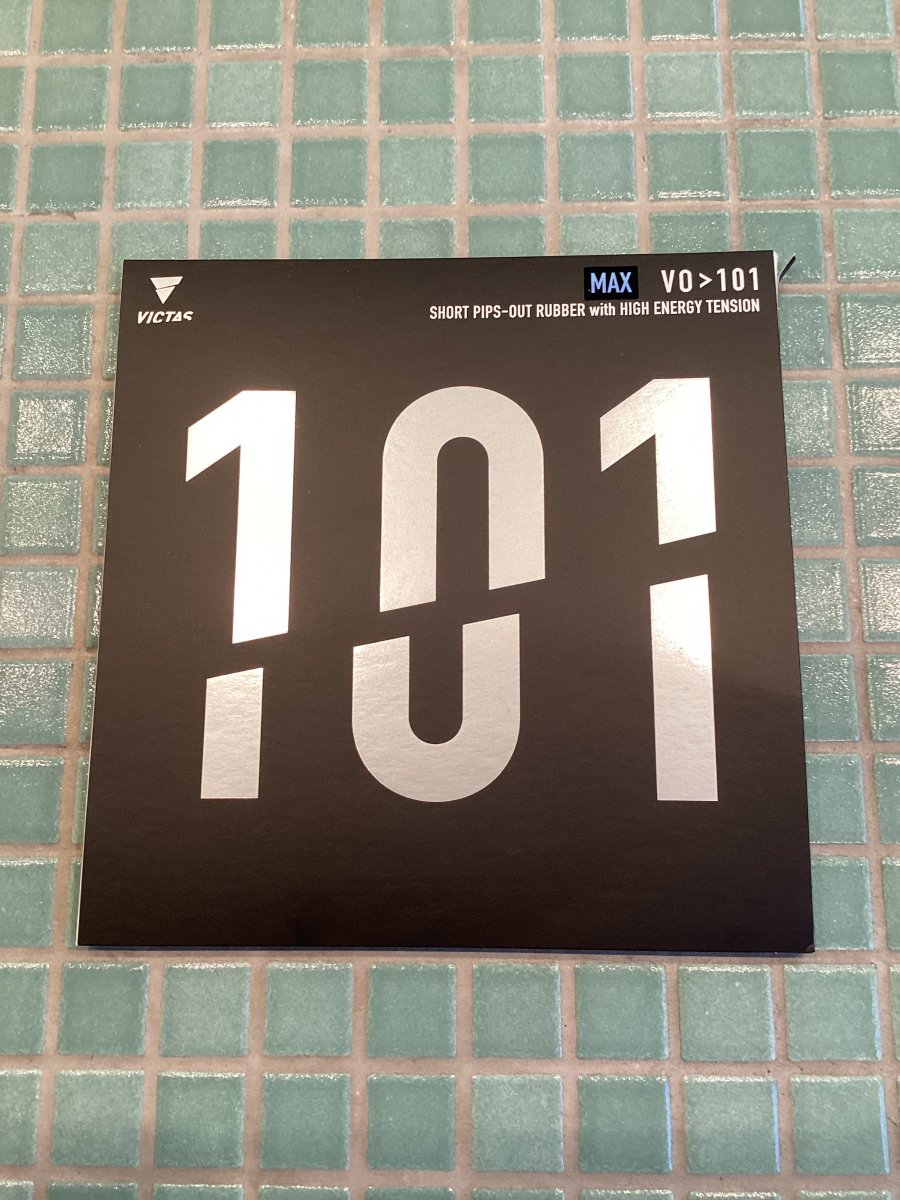 VICTAS
MAX VO>101
SHORT PIPS-OUT RUBBER with HIGH ENERGY TENSION
101